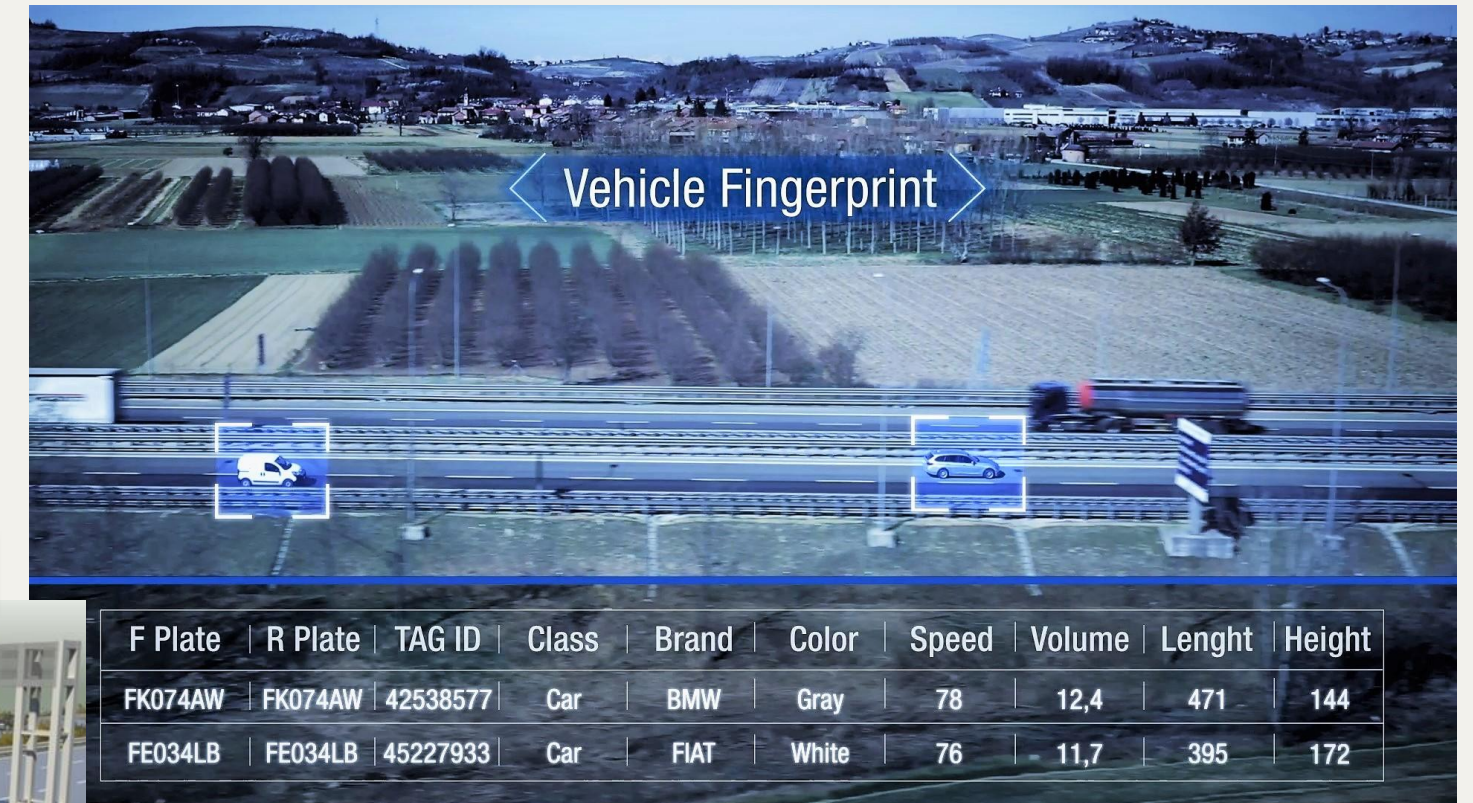 Vehicle Fingerprint
F Plate R Plate TAG ID Class Brand Color Speed Volume Lenght Height
FK074AW FK074AW 42538577 Car BMW Gray 78 12,4 471 144
FE034LB FE034LB 45227933 Car FIAT White 76 11,7 395 172